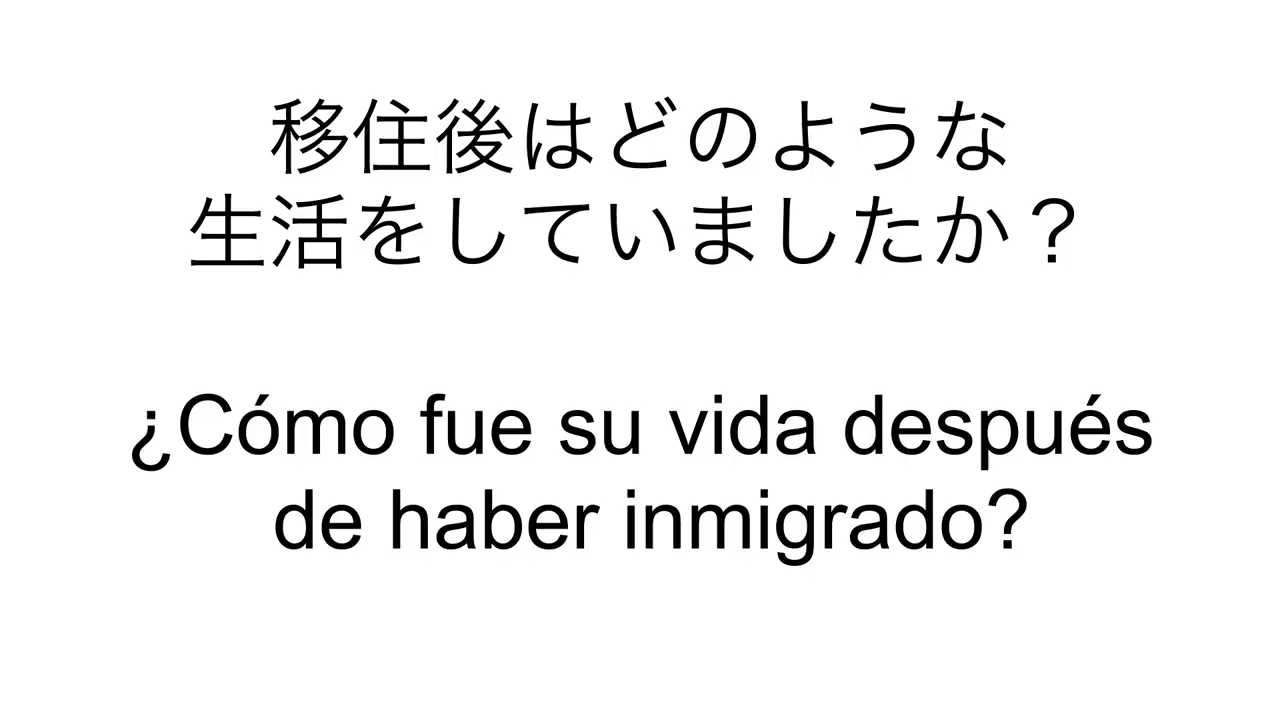 移住後はどのような
生活をしていましたか？
¿Cómo fue su vida después
de haber inmigrado?